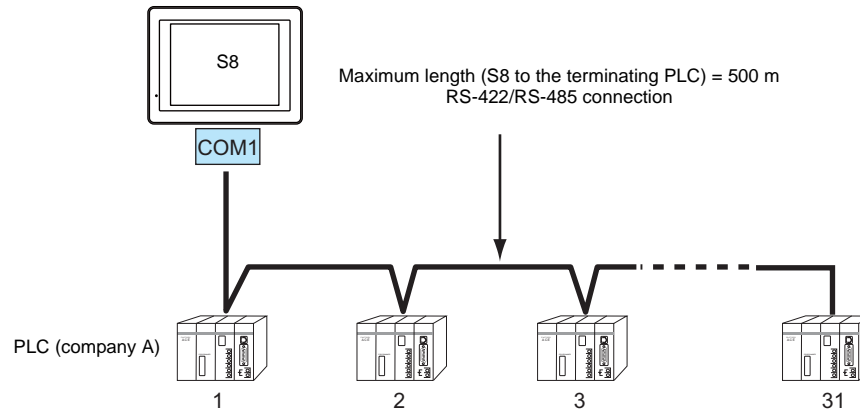 S8
Maximum length (S8 to the terminating PLC) = 500 m
RS-422/RS-485 connection
COM1
PLC (company A)
1
2
3
31